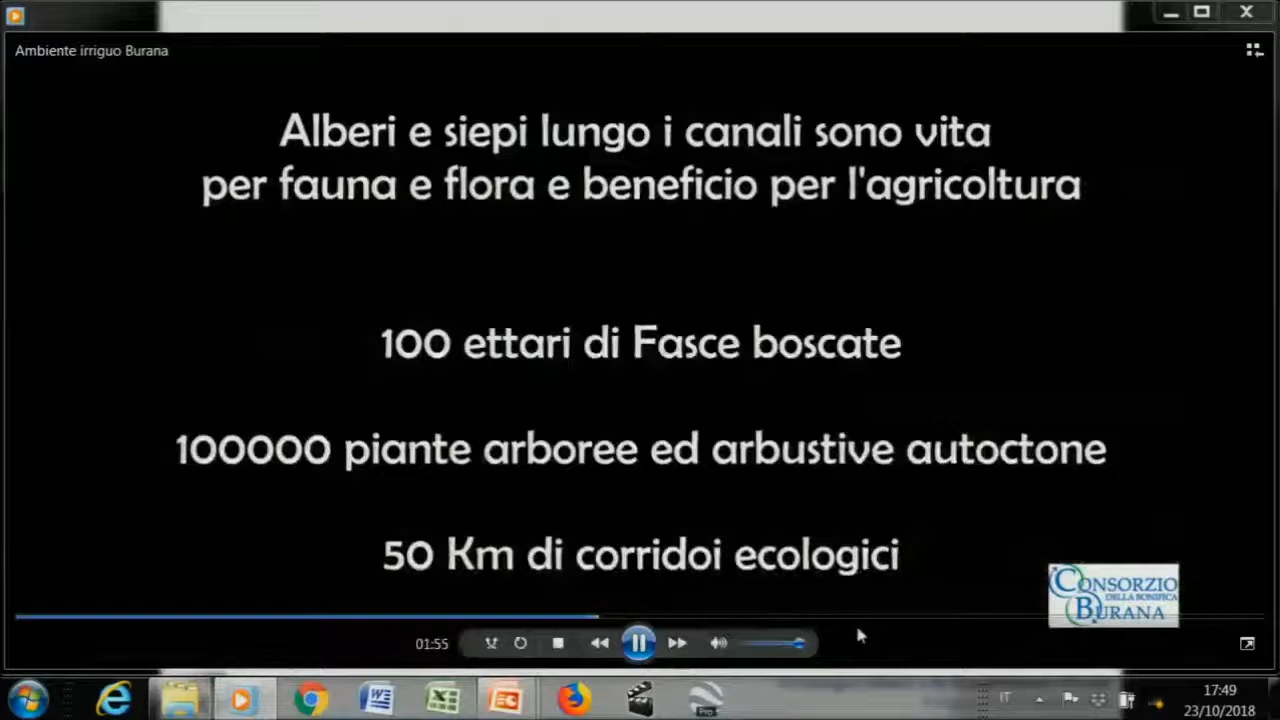 Ambiente irriguo Burana
Alberi e siepi lungo i canali sono vita
per fauna e flora e beneficio per l'agricoltura
100 ettari di Fasce boscate
100000 piante arboree ed arbustive autoctone
50 Km di corridoi ecologici
CONSORZIO
DELLA BONIFICA
BURANA
01:55
IT
17:49
23/10/2018
Pro